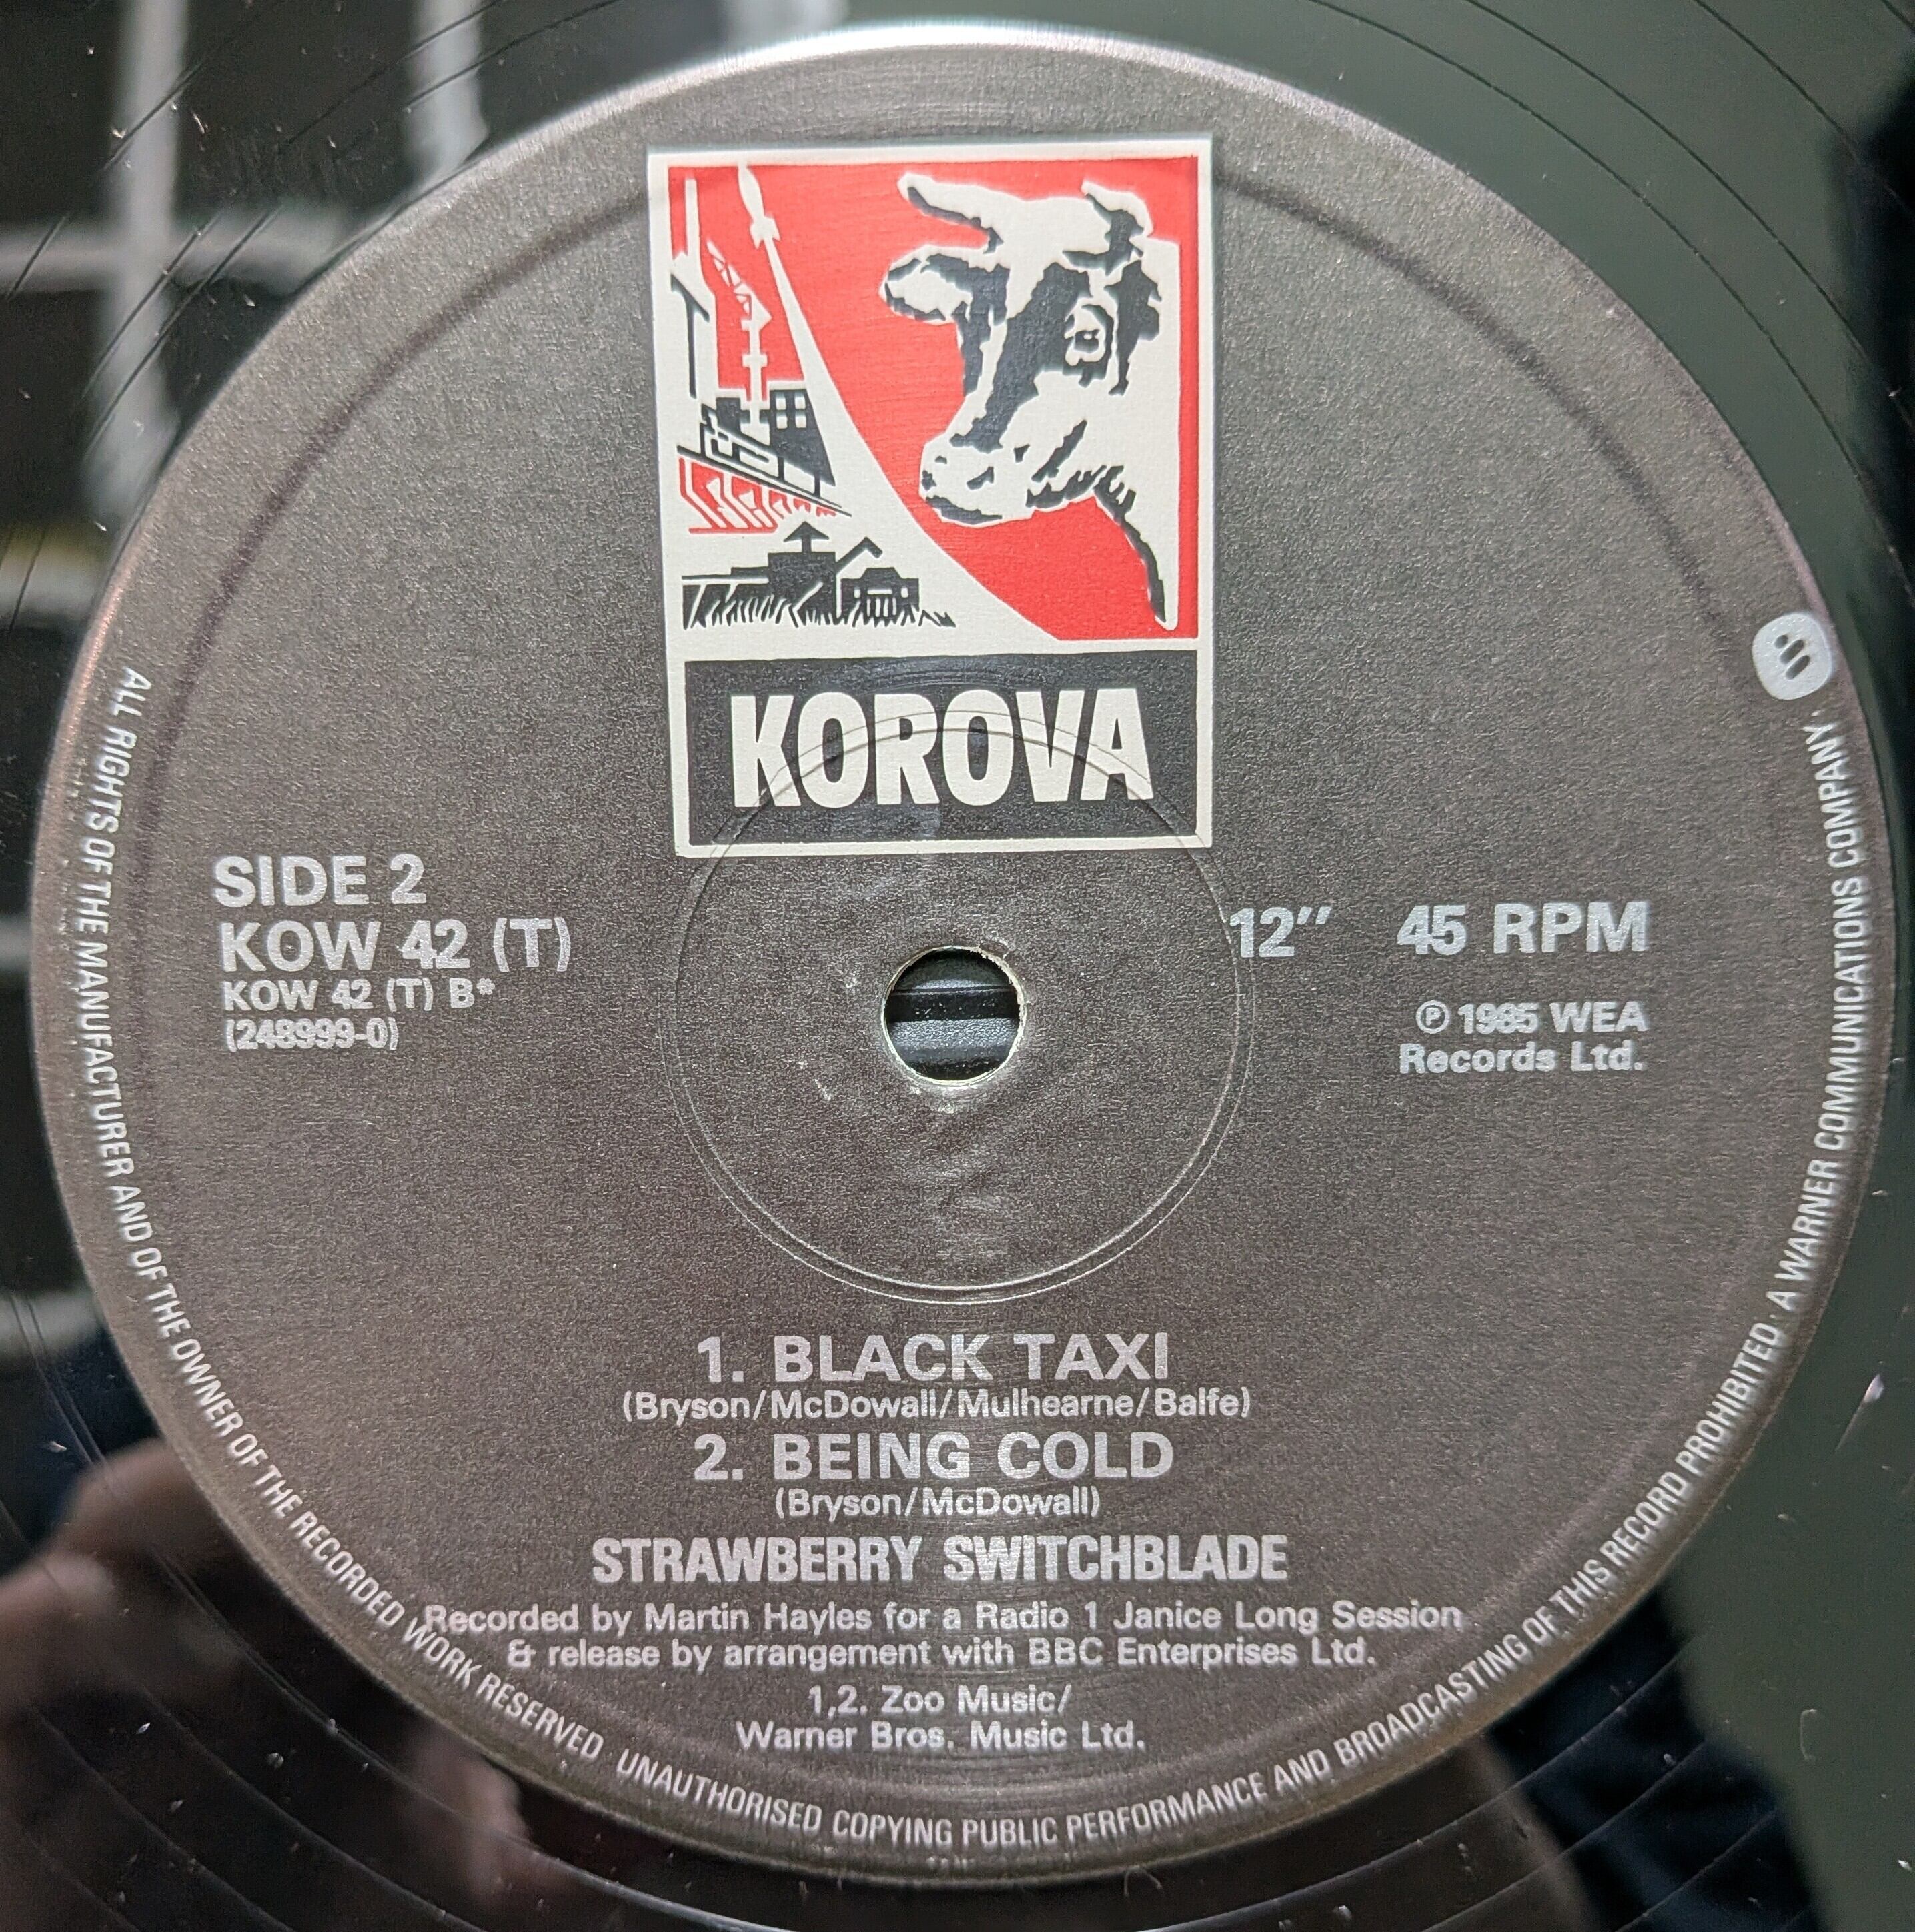 KOROVA
SIDE 2
KOW 42 (T)
KOW 42 (T) B*
(248999-0)
12″ 45 RPM
℗ 1985 WEA
Records Ltd.
1. BLACK TAXI
(Bryson/McDowall/Mulhearne/Balfe)
2. BEING COLD
(Bryson/McDowall)
STRAWBERRY SWITCHBLADE
Recorded by Martin Hayles for a Radio 1 Janice Long Session
& release by arrangement with BBC Enterprises Ltd.
1,2. Zoo Music/
Warner Bros. Music Ltd.
ALL RIGHTS OF THE MANUFACTURER AND OF THE OWNER OF THE RECORDED WORK RESERVED · UNAUTHORISED COPYING PUBLIC PERFORMANCE AND BROADCASTING OF THIS RECORD PROHIBITED · A WARNER COMMUNICATIONS COMPANY ·